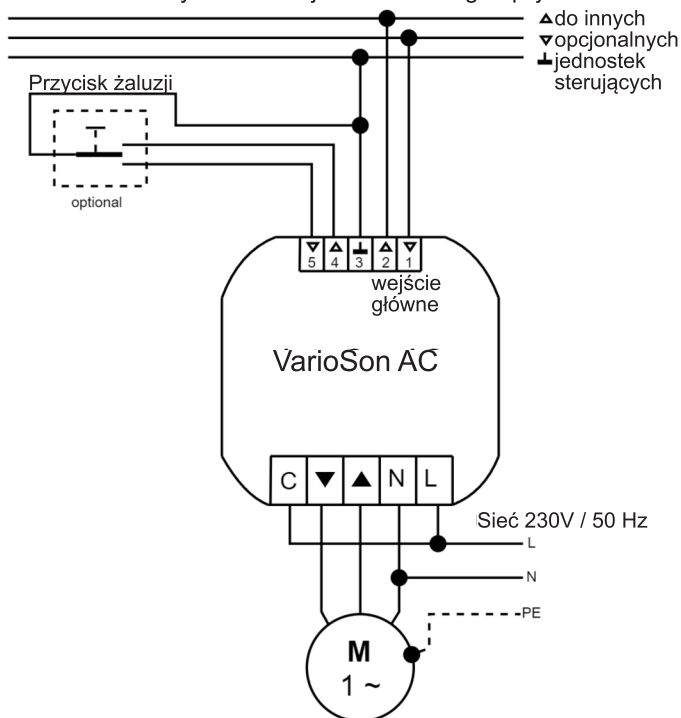 do innych
opcjonalnych
jednostek
sterujących
Przycisk żaluzji
optional
5 4 3 2 1
wejście
główne
VarioSon AC
C ▼ ▲ N L
Sieć 230V / 50 Hz
L
N
PE
M
1 ~